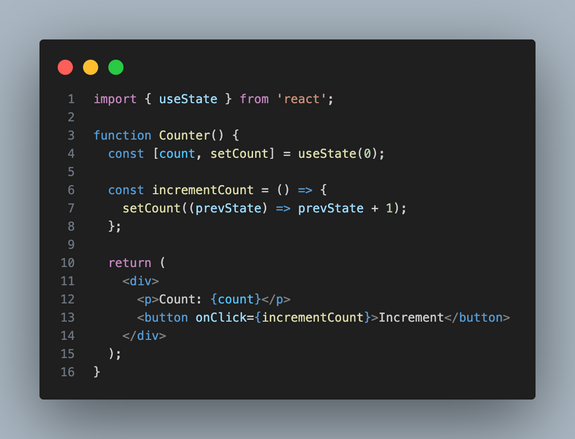 1 import { useState } from 'react';
2
3 function Counter() {
4   const [count, setCount] = useState(0);
5
6   const incrementCount = () => {
7     setCount((prevState) => prevState + 1);
8   };
9
10   return (
11     <div>
12       <p>Count: {count}</p>
13       <button onClick={incrementCount}>Increment</button>
14     </div>
15   );
16 }